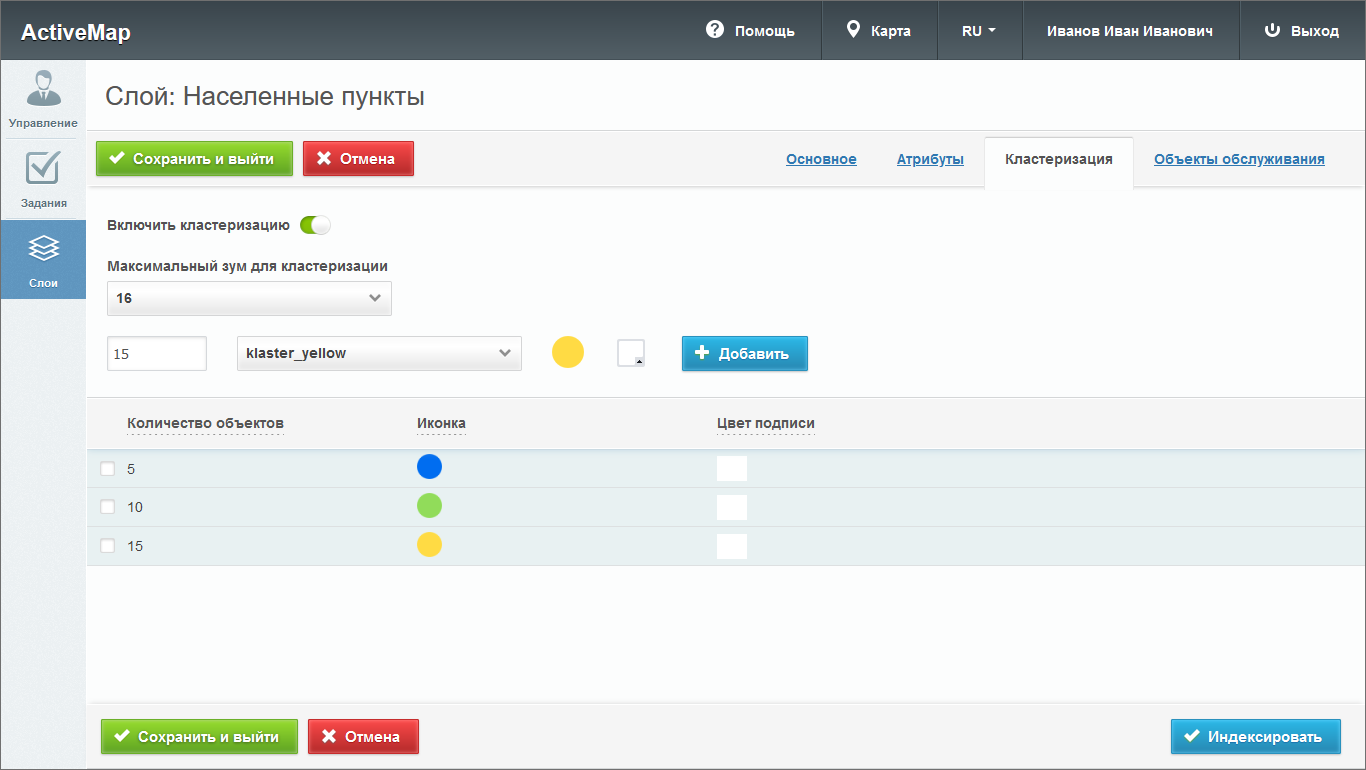 ActiveMap
Помощь
Карта
RU
Иванов Иван Иванович
Выход
Управление
Задания
Слои
Слой: Населенные пункты
Сохранить и выйти
Отмена
Основное
Атрибуты
Кластеризация
Объекты обслуживания
Включить кластеризацию
Максимальный зум для кластеризации
16
15
klaster_yellow
Добавить
Количество объектов
Иконка
Цвет подписи
5
10
15
Сохранить и выйти
Отмена
Индексировать